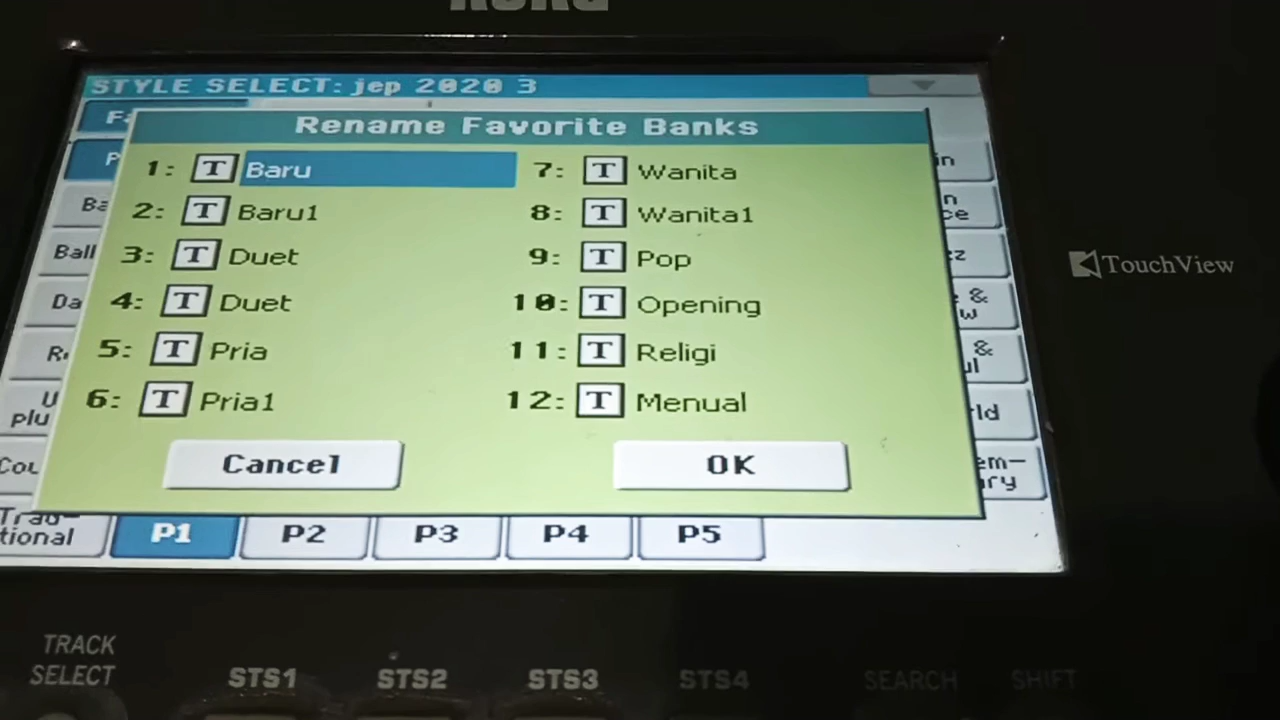 KORG
STYLE SELECT: jep 2020 3
Rename Favorite Banks
1: T Baru
2: T Baru1
3: T Duet
4: T Duet
5: T Pria
6: T Pria1
7: T Wanita
8: T Wanita1
9: T Pop
10: T Opening
11: T Religi
12: T Menual
Cancel
OK
P1
P2
P3
P4
P5
TouchView
TRACK
SELECT
STS1
STS2
STS3
STS4
SEARCH
SHIFT